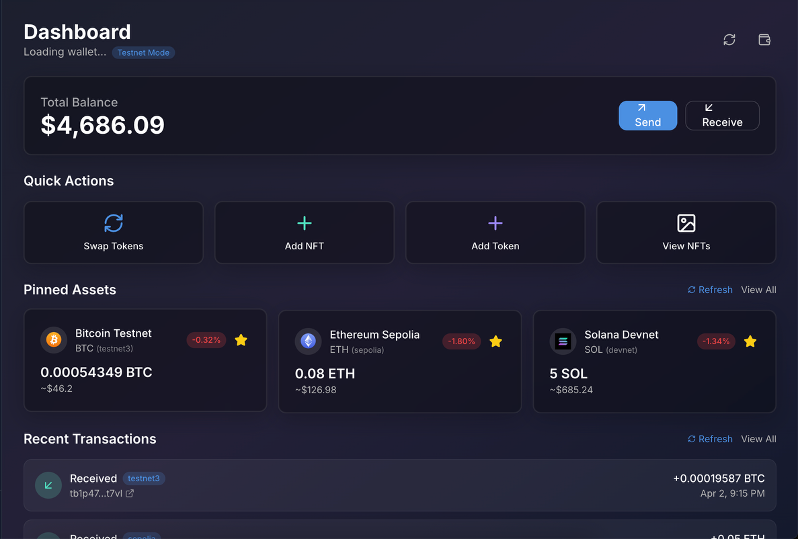 Dashboard
Loading wallet... Testnet Mode
Total Balance
$4,686.09
Send
Receive
Quick Actions
Swap Tokens
Add NFT
Add Token
View NFTs
Pinned Assets
Refresh View All
Bitcoin Testnet
BTC (testnet3)
-0.32%
0.00054349 BTC
~$46.2
Ethereum Sepolia
ETH (sepolia)
-1.80%
0.08 ETH
~$126.98
Solana Devnet
SOL (devnet)
-1.34%
5 SOL
~$685.24
Recent Transactions
Refresh View All
Received testnet3
tb1p47...t7vl
+0.00019587 BTC
Apr 2, 9:15 PM
Received sepolia
+0.05 ETH